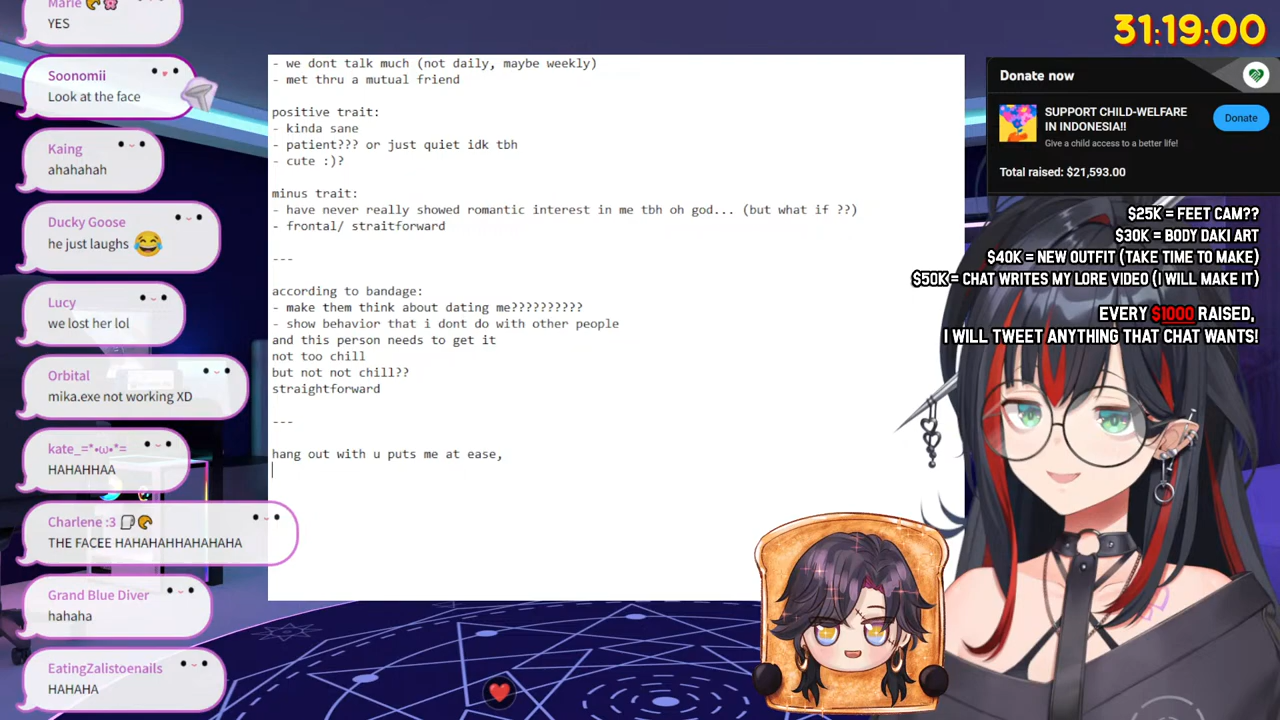 Marie
YES
Soonomii
Look at the face
Kaing
ahahahah
Ducky Goose
he just laughs 😂
Lucy
we lost her lol
Orbital
mika.exe not working XD
kate_=*•ω•*=
HAHAHHAA
Charlene :3
THE FACEE HAHAHAHHAHAHAHA
Grand Blue Diver
hahaha
EatingZalistoenails
HAHAHA
- we dont talk much (not daily, maybe weekly)
- met thru a mutual friend
positive trait:
- kinda sane
- patient??? or just quiet idk tbh
- cute :)?
minus trait:
- have never really showed romantic interest in me tbh oh god... (but what if ??)
- frontal/ straitforward
---
according to bandage:
- make them think about dating me??????????
- show behavior that i dont do with other people
and this person needs to get it
not too chill
but not not chill??
straightforward
---
hang out with u puts me at ease,
31:19:00
Donate now
SUPPORT CHILD-WELFARE
IN INDONESIA!!
Give a child access to a better life!
Donate
Total raised: $21,593.00
$25K = FEET CAM??
$30K = BODY DAKI ART
$40K = NEW OUTFIT (TAKE TIME TO MAKE)
$50K = CHAT WRITES MY LORE VIDEO (I WILL MAKE IT)
EVERY $1000 RAISED,
I WILL TWEET ANYTHING THAT CHAT WANTS!